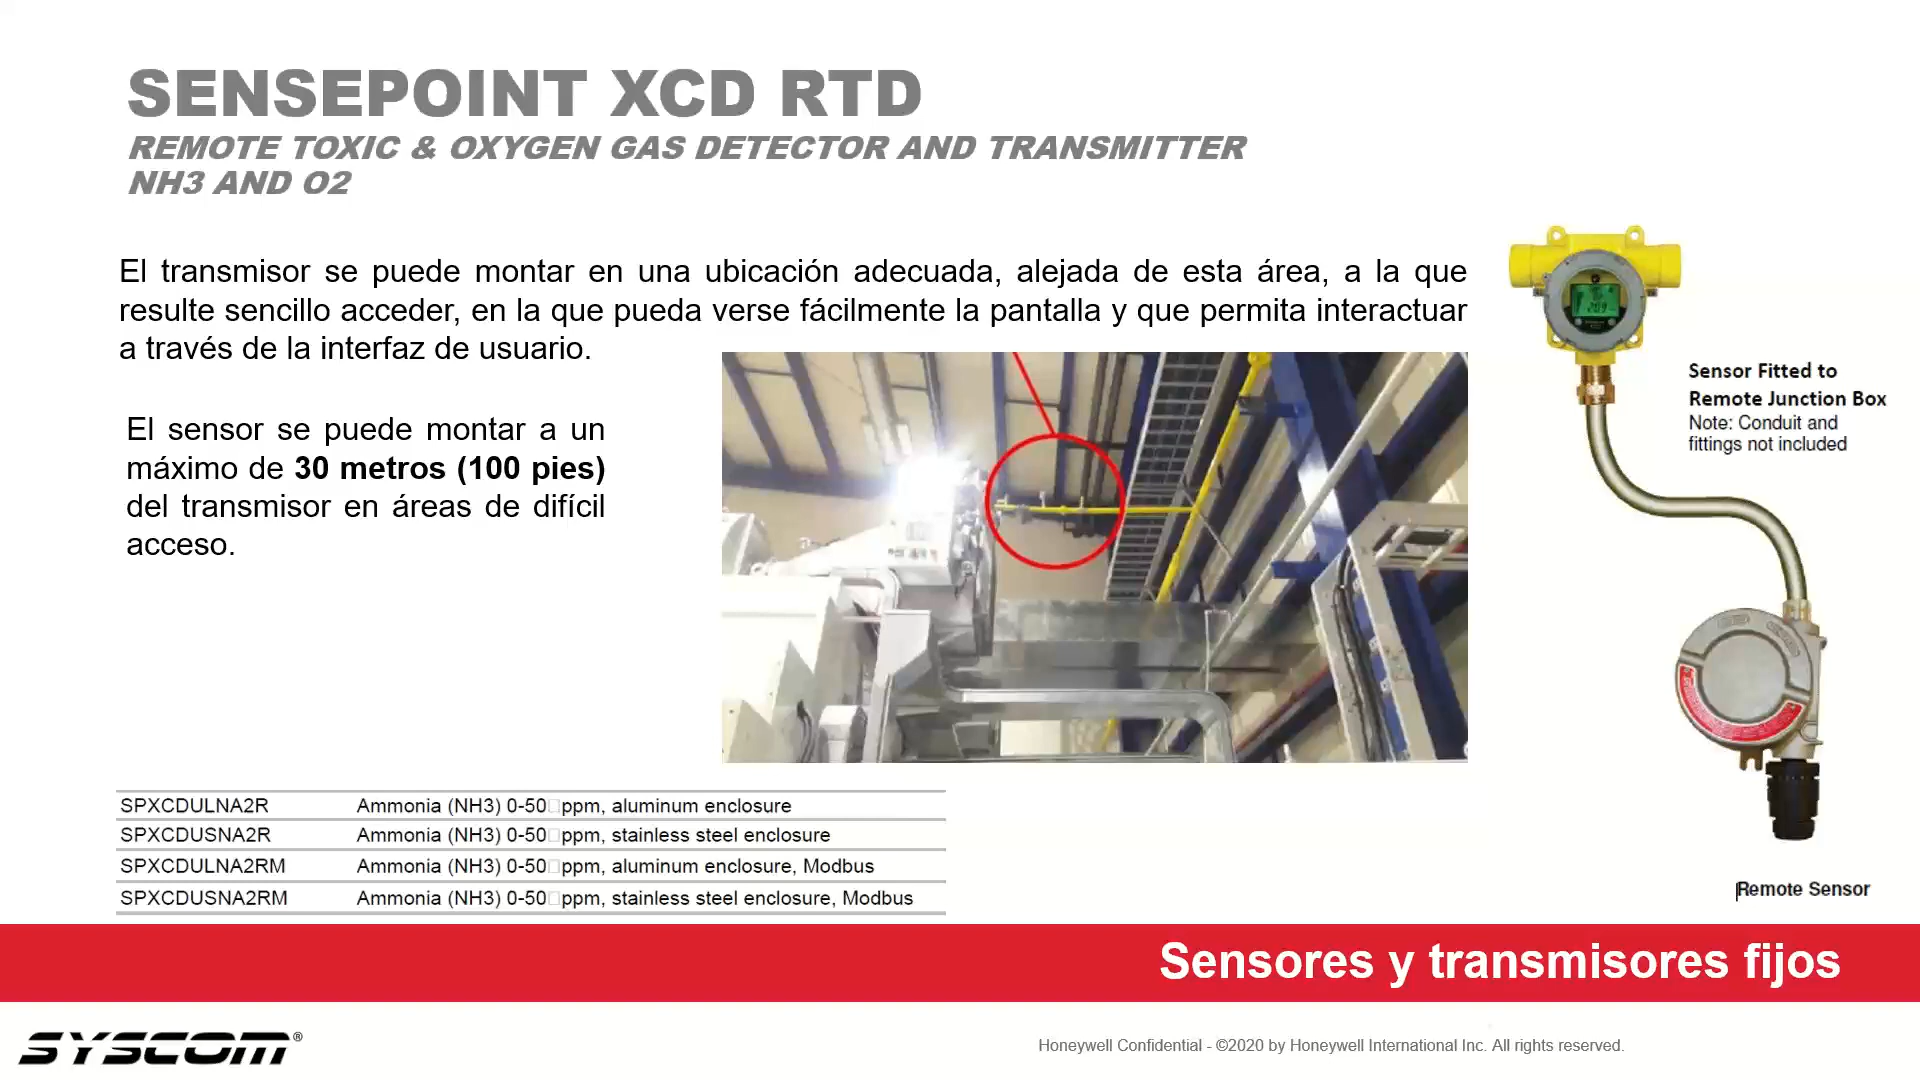 SENSEPOINT XCD RTD
REMOTE TOXIC & OXYGEN GAS DETECTOR AND TRANSMITTER
NH3 AND O2
El transmisor se puede montar en una ubicación adecuada, alejada de esta área, a la que
resulte sencillo acceder, en la que pueda verse fácilmente la pantalla y que permita interactuar
a través de la interfaz de usuario.
El sensor se puede montar a un
máximo de 30 metros (100 pies)
del transmisor en áreas de difícil
acceso.
Sensor Fitted to
Remote Junction Box
Note: Conduit and
fittings not included
SPXCDULNA2R Ammonia (NH3) 0-50□ppm, aluminum enclosure
SPXCDUSNA2R Ammonia (NH3) 0-50□ppm, stainless steel enclosure
SPXCDULNA2RM Ammonia (NH3) 0-50□ppm, aluminum enclosure, Modbus
SPXCDUSNA2RM Ammonia (NH3) 0-50□ppm, stainless steel enclosure, Modbus
Remote Sensor
Sensores y transmisores fijos
SYSCOM®
Honeywell Confidential - ©2020 by Honeywell International Inc. All rights reserved.